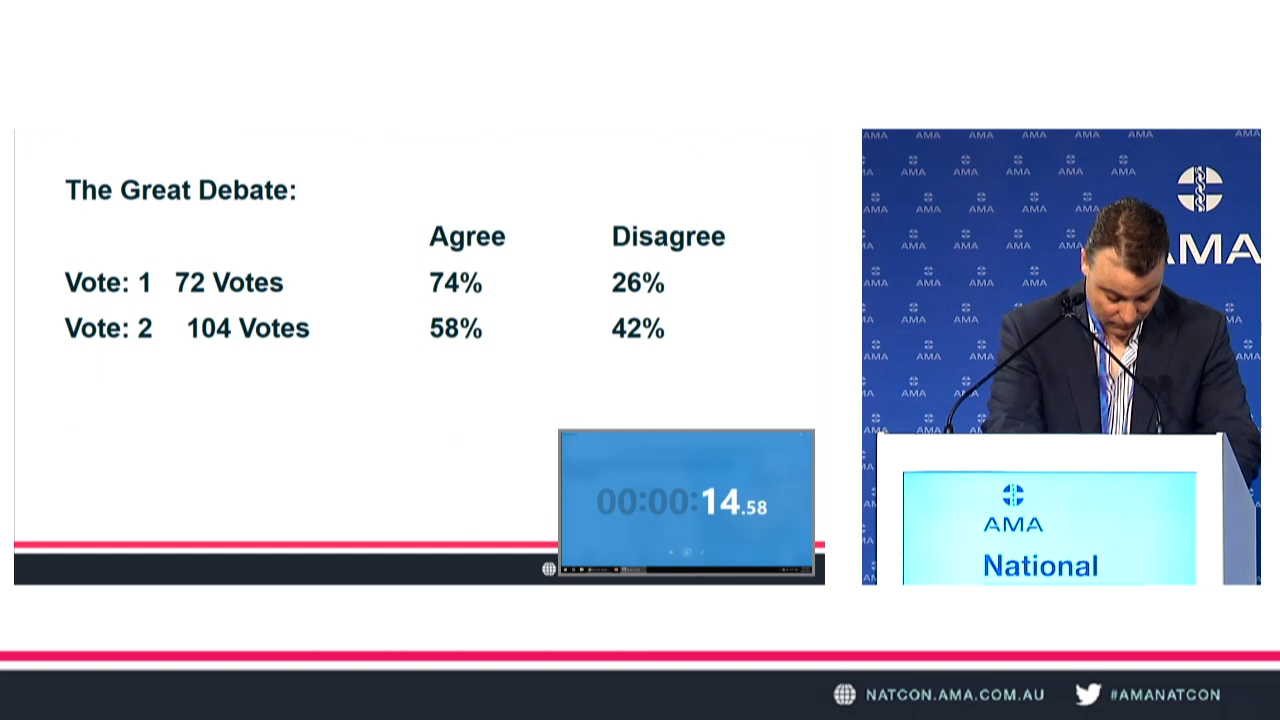 The Great Debate:
Agree Disagree
Vote: 1 72 Votes 74% 26%
Vote: 2 104 Votes 58% 42%
00:00:14.58
AMA
AMA
National
NATCON.AMA.COM.AU #AMANATCON